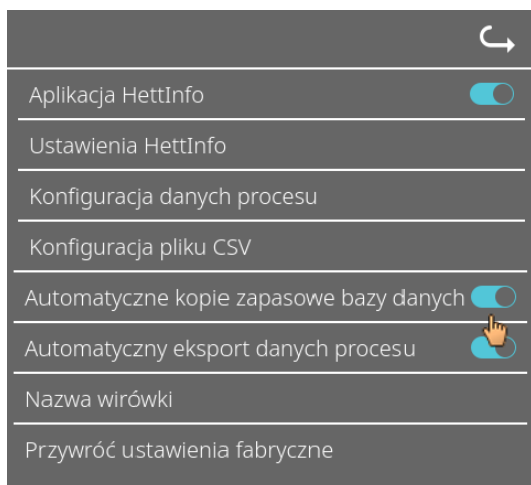 Aplikacja HettInfo
Ustawienia HettInfo
Konfiguracja danych procesu
Konfiguracja pliku CSV
Automatyczne kopie zapasowe bazy danych
Automatyczny eksport danych procesu
Nazwa wirówki
Przywróć ustawienia fabryczne